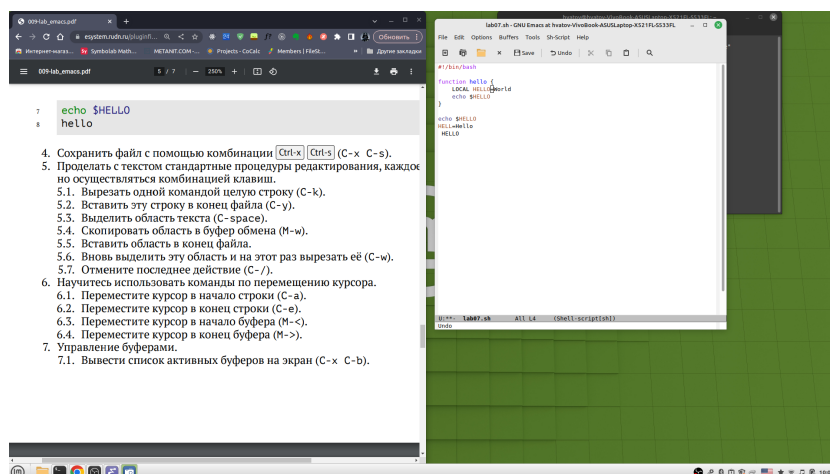 009-lab_emacs.pdf
esystem.rudn.ru/pluginf...
Обновить
Интернет-магаз...
Symbolab Math...
METANIT.COM -...
Projects - CoCalc
Members | FileSt...
»
Другие закладки
009-lab_emacs.pdf
5 / 7
250%
7 echo $HELLO
8 hello
4. Сохранить файл с помощью комбинации Ctrl-x Ctrl-s (C-x C-s).
5. Проделать с текстом стандартные процедуры редактирования, каждое
но осуществляться комбинацией клавиш.
5.1. Вырезать одной командой целую строку (C-k).
5.2. Вставить эту строку в конец файла (C-y).
5.3. Выделить область текста (C-space).
5.4. Скопировать область в буфер обмена (M-w).
5.5. Вставить область в конец файла.
5.6. Вновь выделить эту область и на этот раз вырезать её (C-w).
5.7. Отмените последнее действие (C-/).
6. Научитесь использовать команды по перемещению курсора.
6.1. Переместите курсор в начало строки (C-a).
6.2. Переместите курсор в конец строки (C-e).
6.3. Переместите курсор в начало буфера (M-<).
6.4. Переместите курсор в конец буфера (M->).
7. Управление буферами.
7.1. Вывести список активных буферов на экран (C-x C-b).
hvatov@hvatov-VivoBook-ASUSLaptop-X521FL-S533FL
lab07.sh - GNU Emacs at hvatov-VivoBook-ASUSLaptop-X521FL-S533FL
File Edit Options Buffers Tools Sh-Script Help
Save
Undo
#!/bin/bash
function hello {
LOCAL HELLO=World
echo $HELLO
}
echo $HELLO
HELL=Hello
HELLO
U:**- lab07.sh All L4 (Shell-script[sh])
Undo